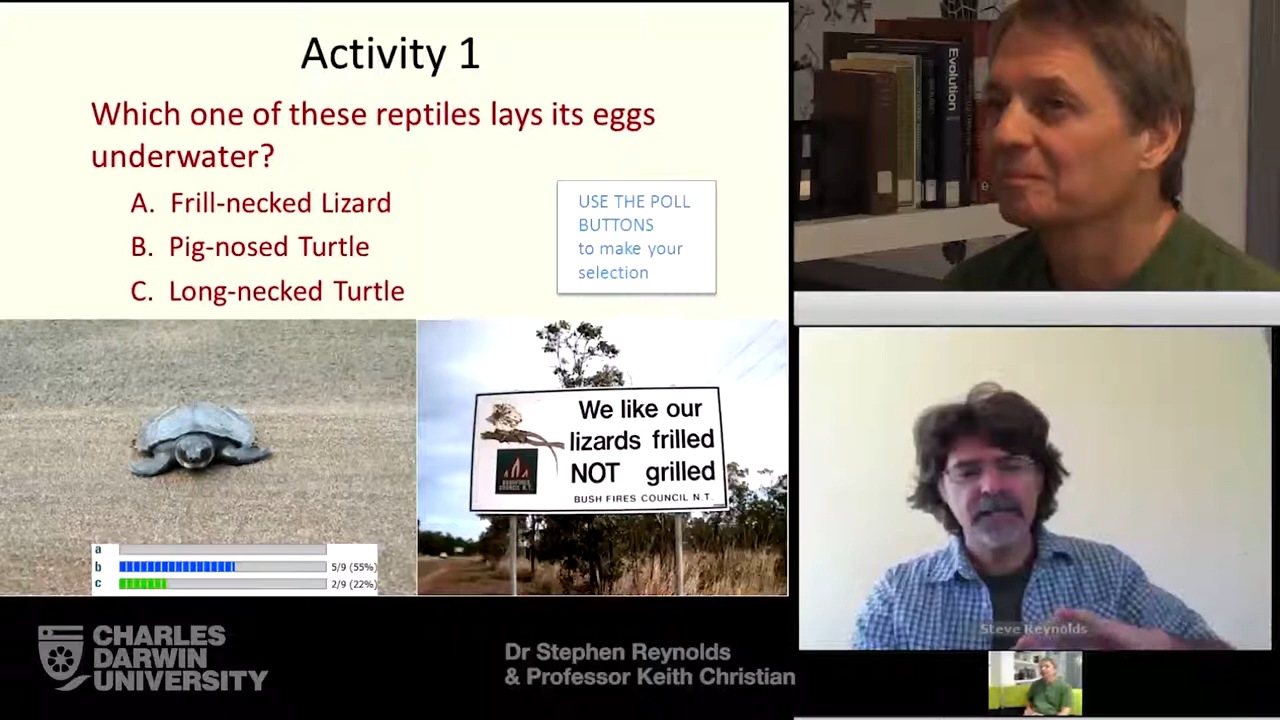 Activity 1
Which one of these reptiles lays its eggs
underwater?
A. Frill-necked Lizard
B. Pig-nosed Turtle
C. Long-necked Turtle
USE THE POLL
BUTTONS
to make your
selection
We like our
lizards frilled
NOT grilled
BUSH FIRES COUNCIL N.T.
a
b 5/9 (55%)
c 2/9 (22%)
Evolution
Steve Reynolds
CHARLES
DARWIN
UNIVERSITY
Dr Stephen Reynolds
& Professor Keith Christian